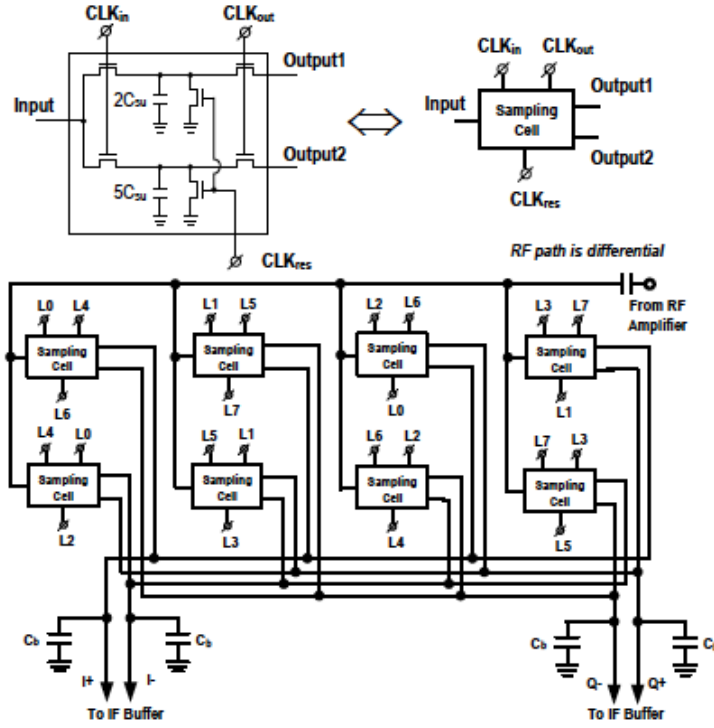 CLKin CLKout
Output1
Input
2C5u
Output2
5C5u
CLKres
CLKin CLKout
Output1
Input
Sampling
Cell
Output2
CLKres
RF path is differential
From RF
Amplifier
L0 L4
Sampling
Cell
L6
L1 L5
Sampling
Cell
L7
L2 L6
Sampling
Cell
L0
L3 L7
Sampling
Cell
L1
L4 L0
Sampling
Cell
L2
L5 L1
Sampling
Cell
L3
L6 L2
Sampling
Cell
L4
L7 L3
Sampling
Cell
L5
Cb
Cb
Cb
I+
I-
Q-
Q+
To IF Buffer
To IF Buffer